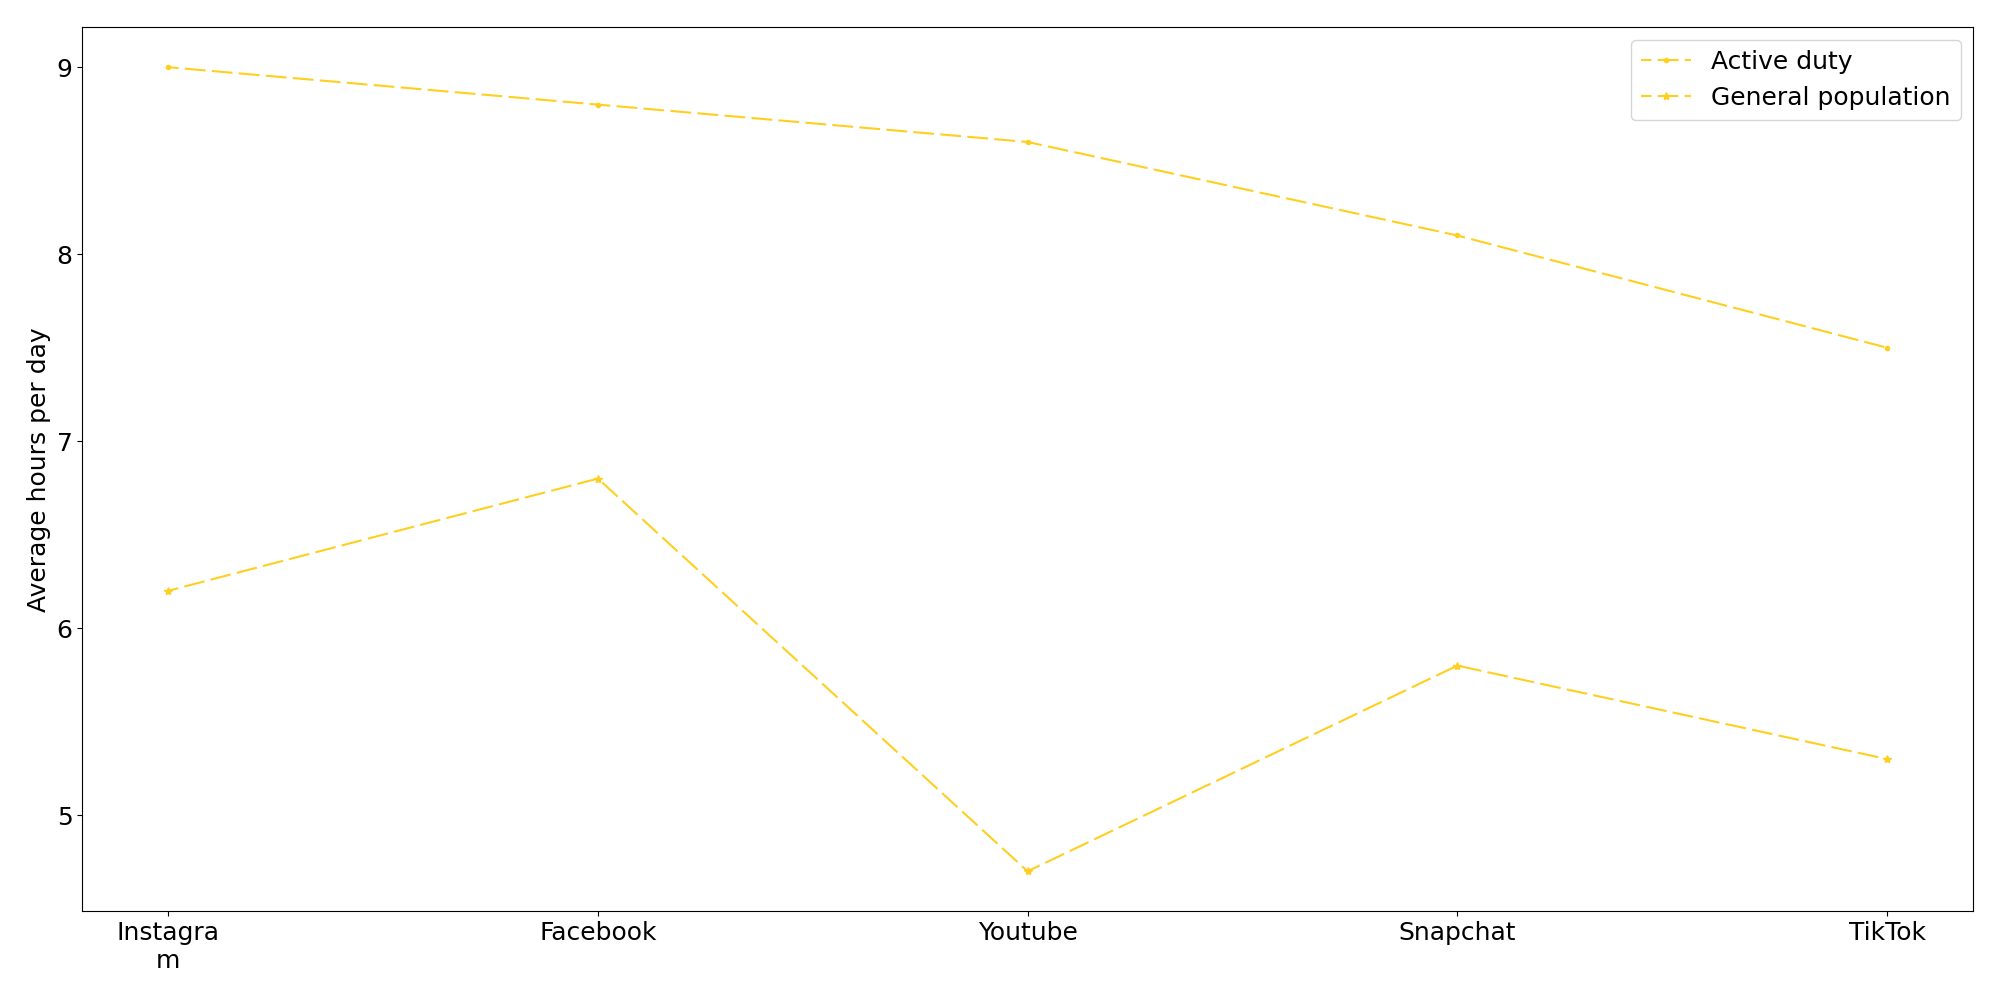 Active duty
General population
9
8
7
6
5
Average hours per day
Instagra
m
Facebook
Youtube
Snapchat
TikTok